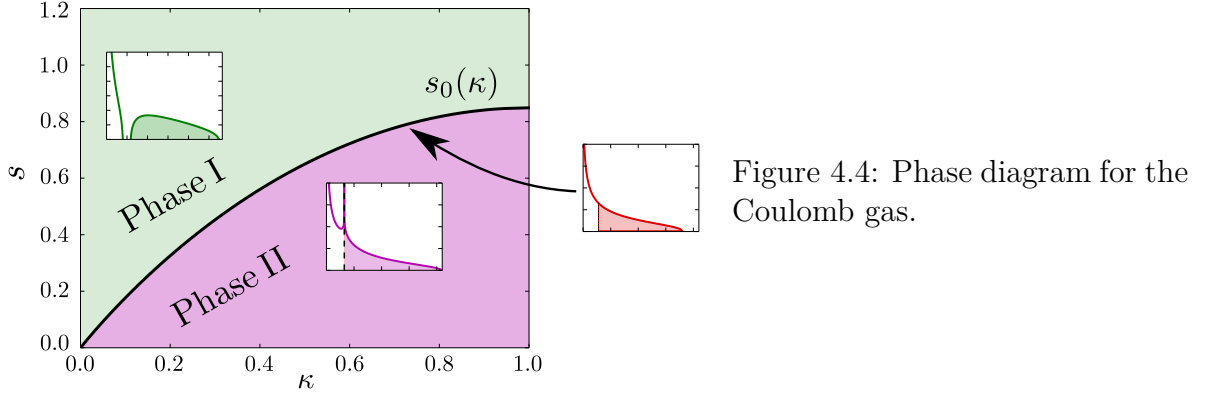 1.2
1.0
0.8
0.6
0.4
0.2
0.0
s
s₀(κ)
Phase I
Phase II
0.0 0.2 0.4 0.6 0.8 1.0
κ
Figure 4.4: Phase diagram for the
Coulomb gas.